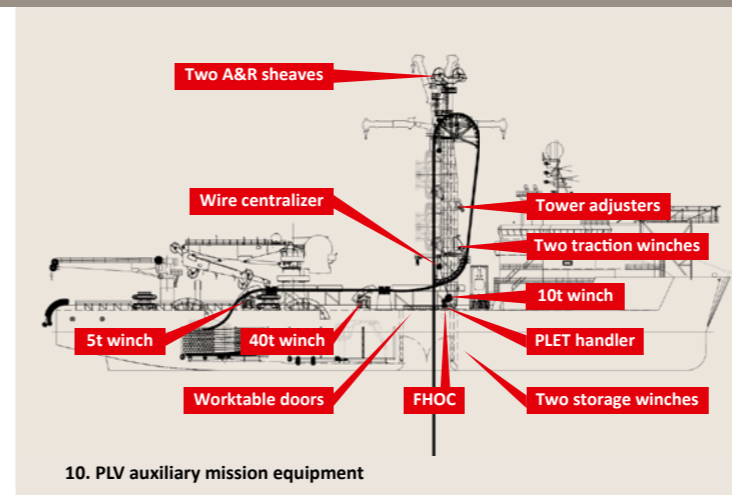 Two A&R sheaves
Wire centralizer
Tower adjusters
Two traction winches
10t winch
5t winch
40t winch
PLET handler
Worktable doors
FHOC
Two storage winches
10. PLV auxiliary mission equipment